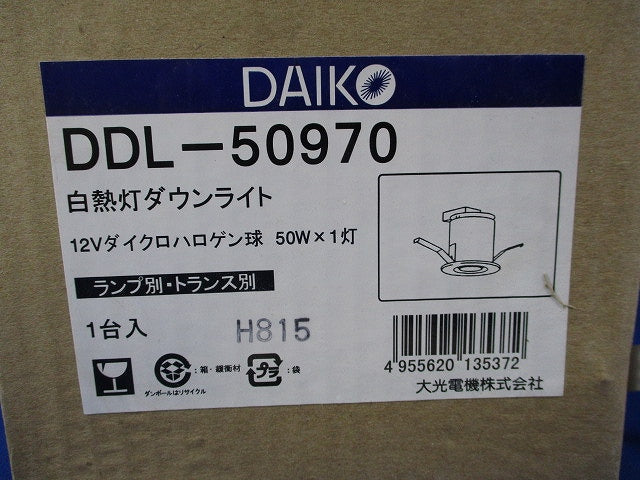 DAIKO
DDL-50970
白熱灯ダウンライト
12Vダイクロハロゲン球 50W×1灯
ランプ別・トランス別
1台入 H815
ダンボールはリサイクル
:箱・緩衝材
プラ
:袋
4955620 135372
大光電機株式会社